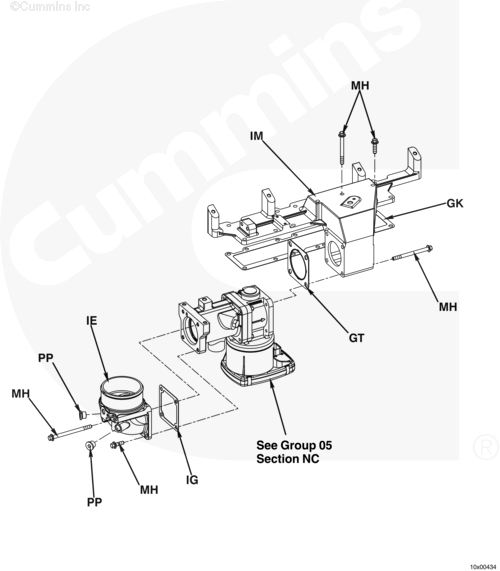 ©Cummins Inc
Cummins
MH
IM
GK
MH
GT
IE
PP
MH
See Group 05
Section NC
IG
MH
PP
®
10x00434